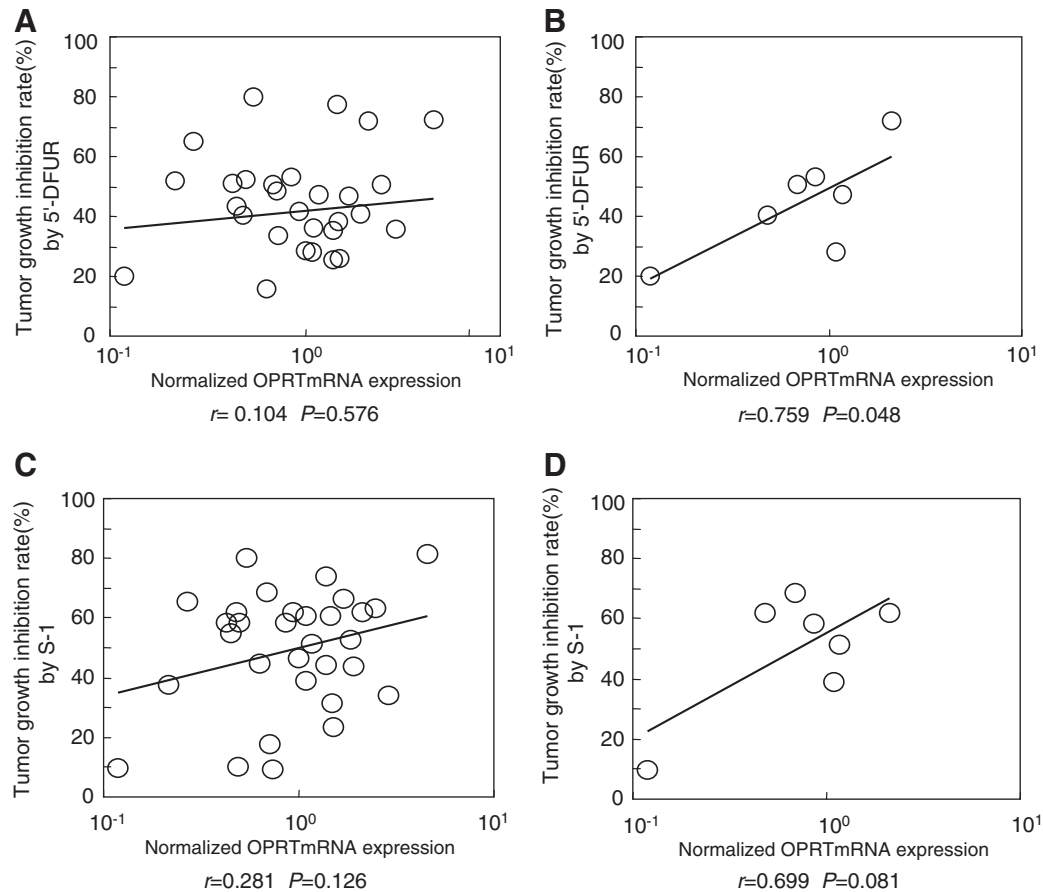 A
Tumor growth inhibition rate(%)
by 5'-DFUR
100
80
60
40
20
0
10-1
100
101
Normalized OPRTmRNA expression
r= 0.104 P=0.576
B
Tumor growth inhibition rate(%)
by 5'-DFUR
100
80
60
40
20
0
10-1
100
101
Normalized OPRTmRNA expression
r=0.759 P=0.048
C
Tumor growth inhibition rate(%)
by S-1
100
80
60
40
20
0
10-1
100
101
Normalized OPRTmRNA expression
r=0.281 P=0.126
D
Tumor growth inhibition rate(%)
by S-1
100
80
60
40
20
0
10-1
100
101
Normalized OPRTmRNA expression
r=0.699 P=0.081